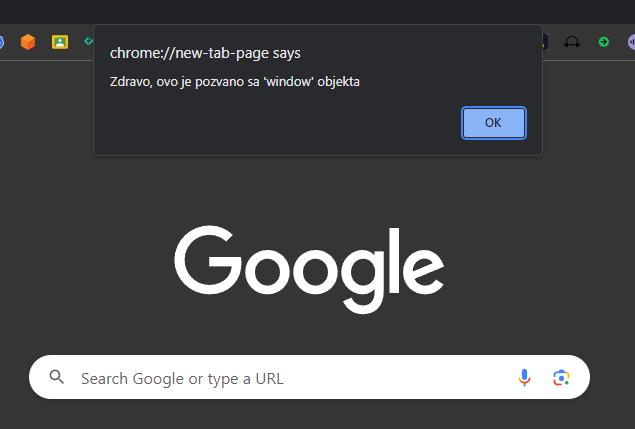 chrome://new-tab-page says
Zdravo, ovo je pozvano sa 'window' objekta
OK
Google
Search Google or type a URL